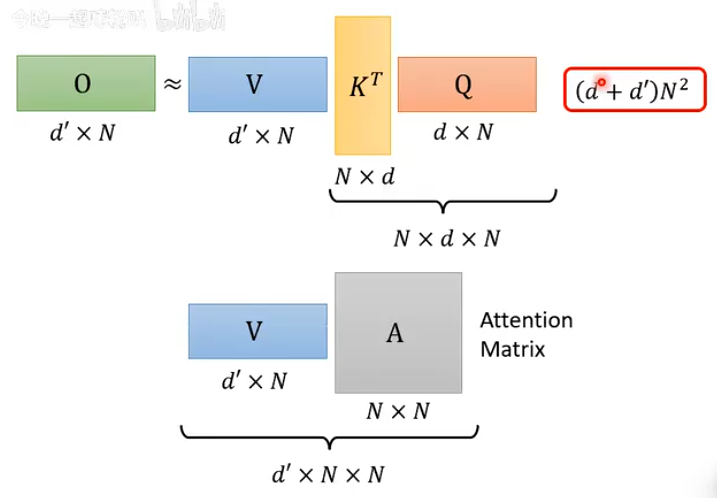 O ≈ V K^T Q (d + d′)N²
d′ × N d′ × N d × N
N × d
N × d × N
V A Attention
Matrix
d′ × N
N × N
d′ × N × N